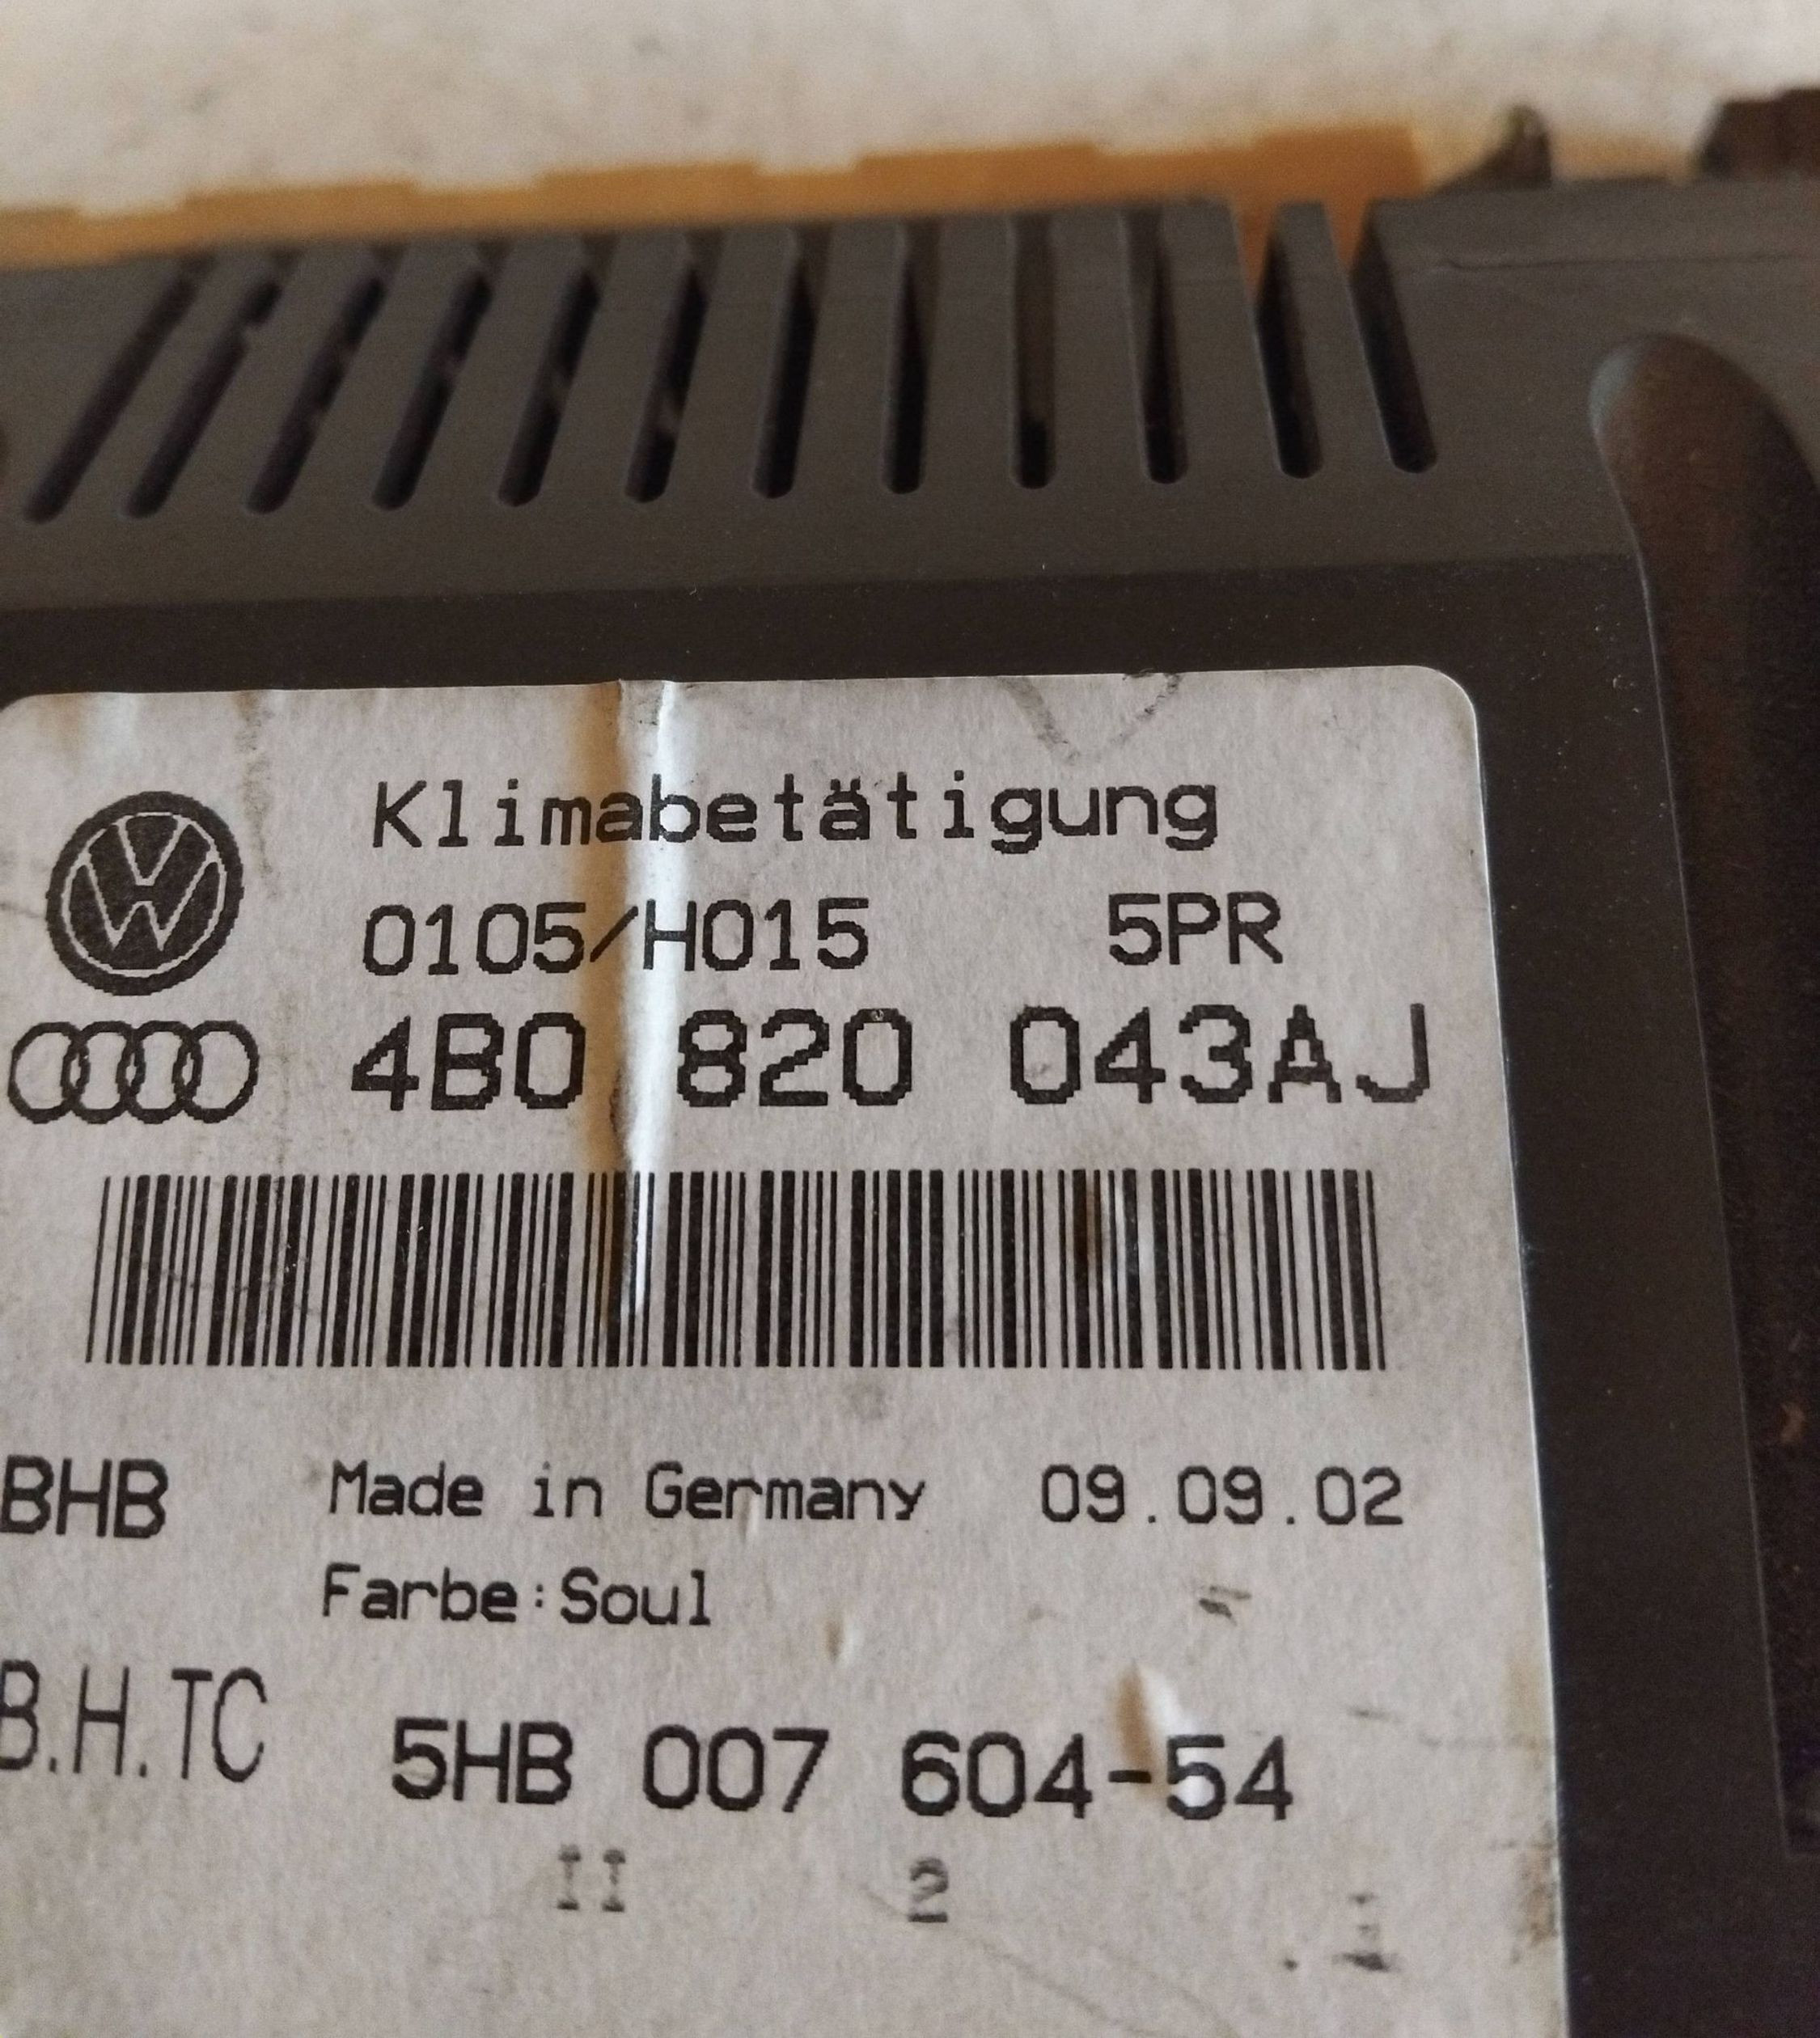 Klimabetätigung
0105/H015 5PR
4B0 820 043AJ
BHB Made in Germany 09.09.02
Farbe:Soul
B.H.TC 5HB 007 604-54
II 2